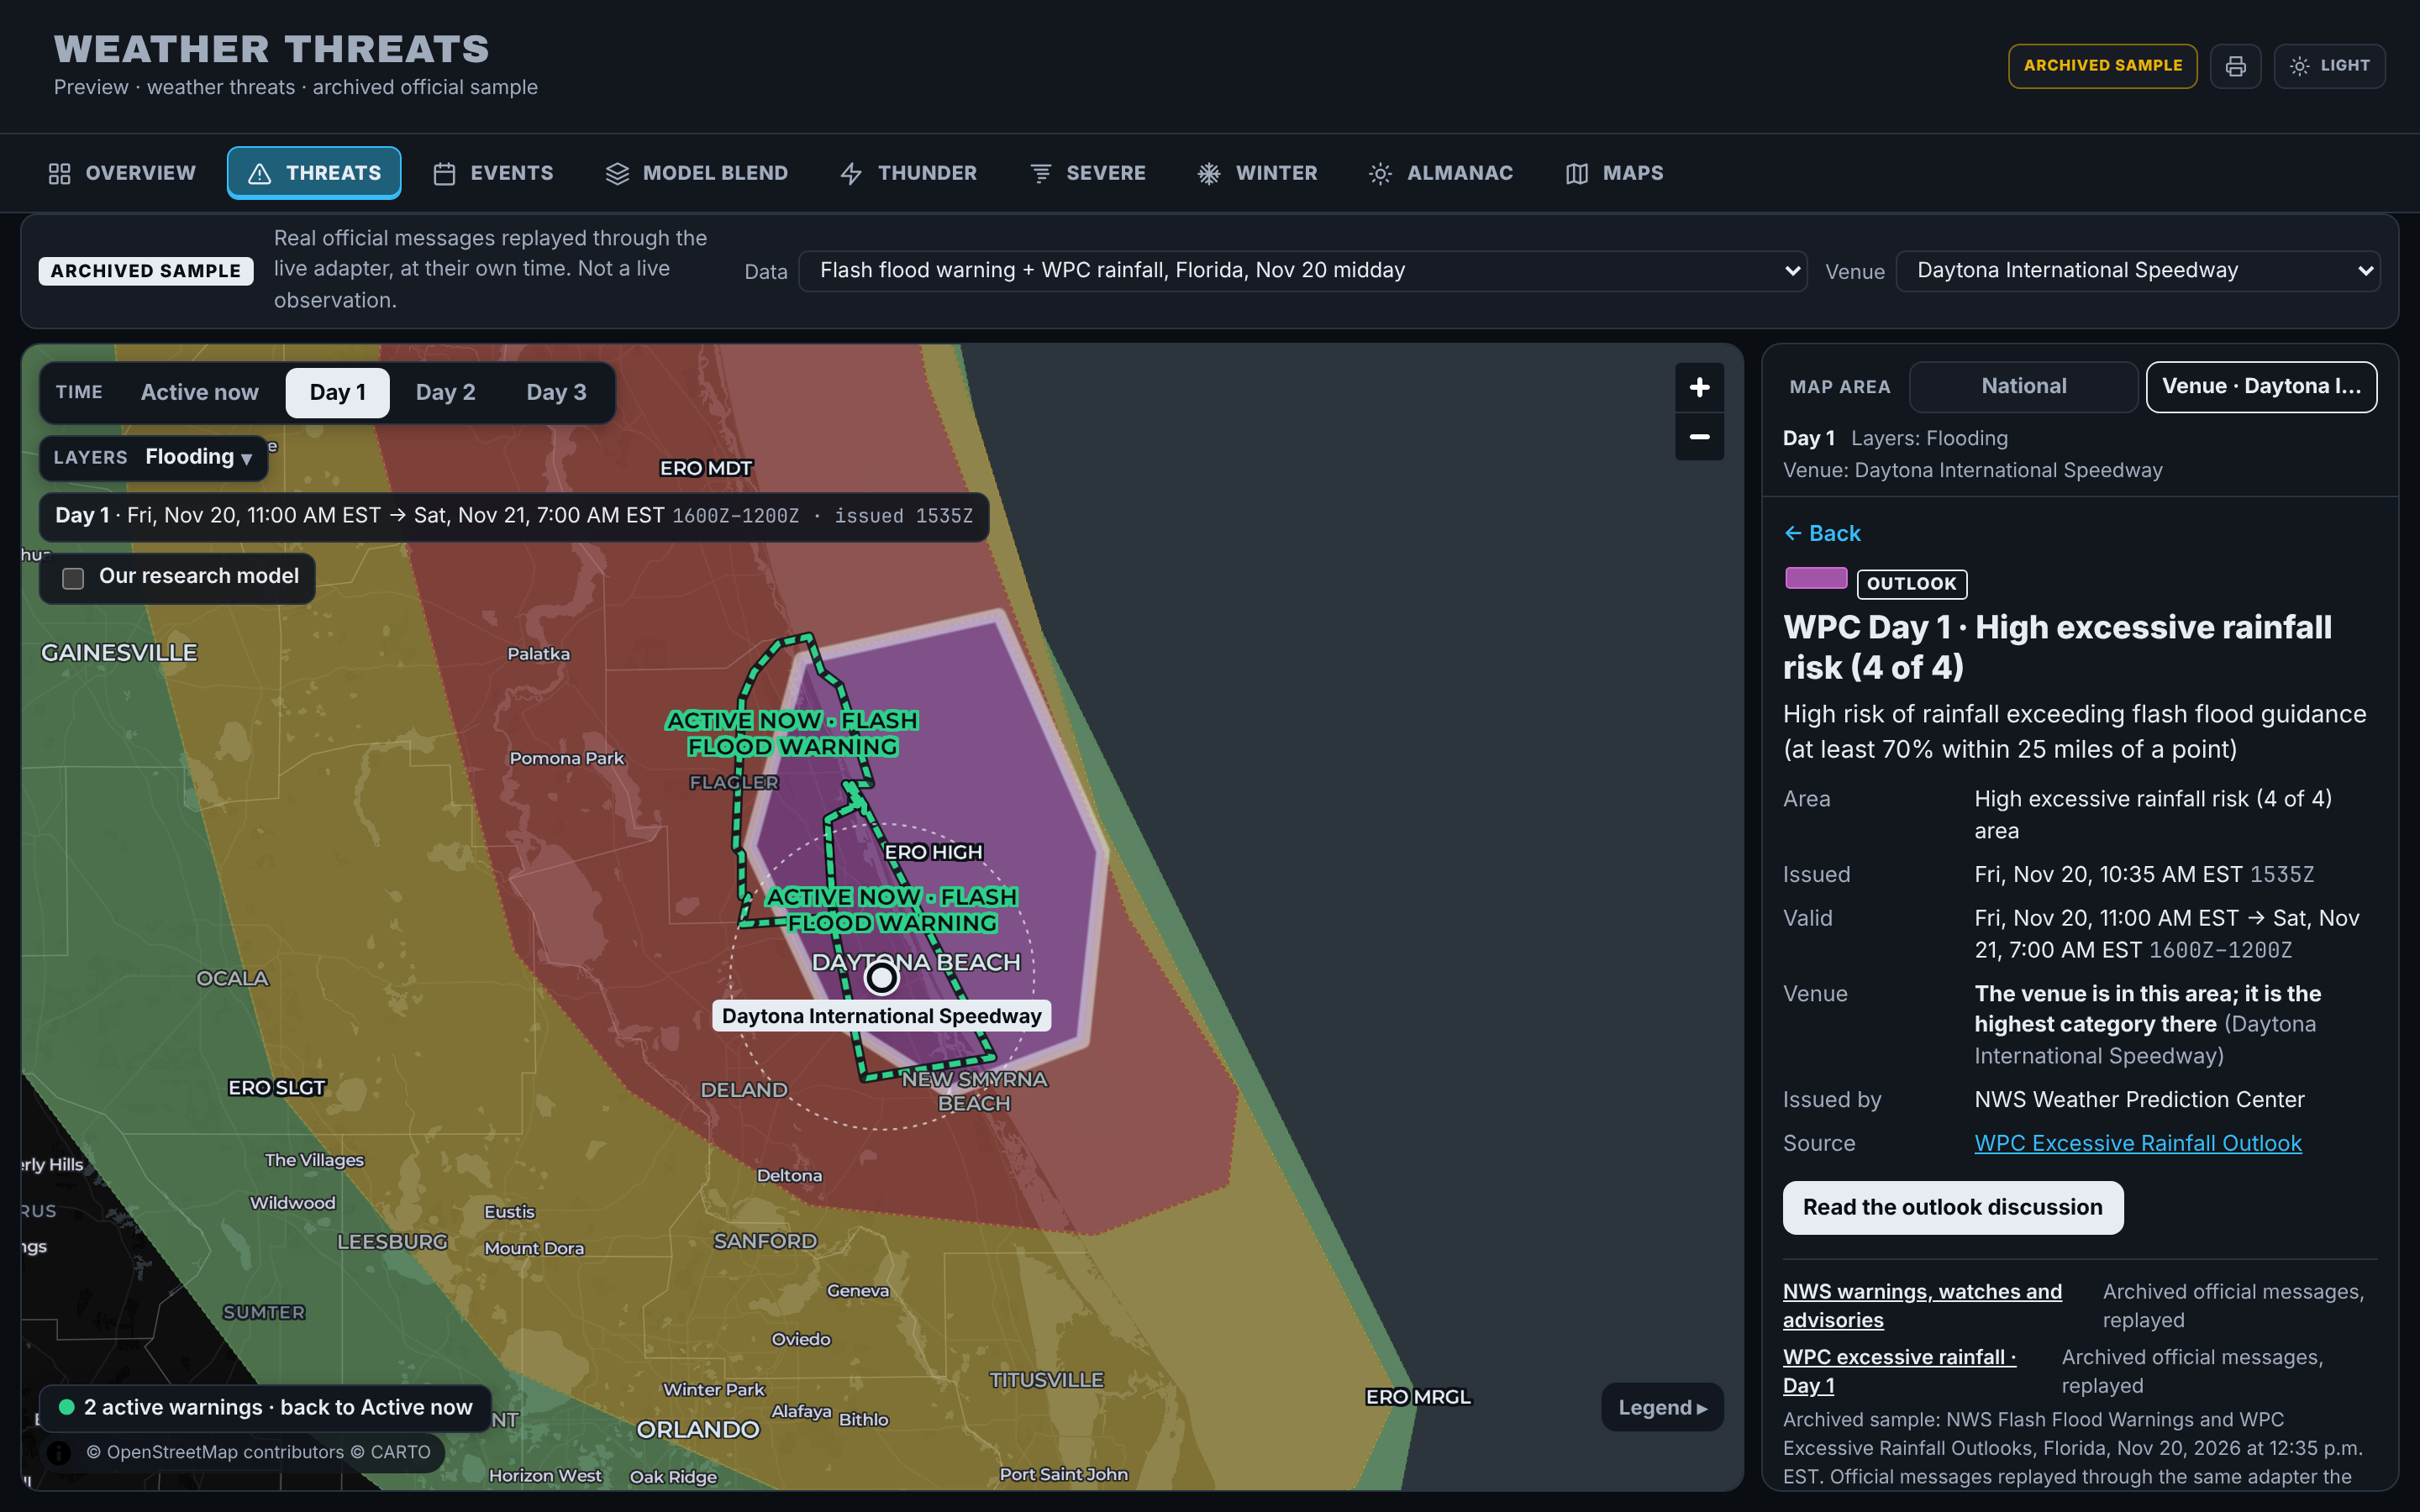 WEATHER THREATS
Preview · weather threats · archived official sample
ARCHIVED SAMPLE
LIGHT
OVERVIEW
THREATS
EVENTS
MODEL BLEND
THUNDER
SEVERE
WINTER
ALMANAC
MAPS
ARCHIVED SAMPLE
Real official messages replayed through the
live adapter, at their own time. Not a live
observation.
Data
Flash flood warning + WPC rainfall, Florida, Nov 20 midday
Venue
Daytona International Speedway
TIME
Active now
Day 1
Day 2
Day 3
LAYERS Flooding ▾
e
Day 1 · Fri, Nov 20, 11:00 AM EST → Sat, Nov 21, 7:00 AM EST 1600Z–1200Z · issued 1535Z
hua
Our research model
+
−
ERO MDT
GAINESVILLE
Palatka
ACTIVE NOW · FLASH
FLOOD WARNING
Pomona Park
FLAGLER
ERO HIGH
ACTIVE NOW · FLASH
FLOOD WARNING
DAYTONA BEACH
OCALA
Daytona International Speedway
ERO SLGT
DELAND
NEW SMYRNA
BEACH
erly Hills
The Villages
Deltona
Wildwood
RUS
Eustis
ngs
LEESBURG
Mount Dora
SANFORD
Geneva
SUMTER
Oviedo
TITUSVILLE
Winter Park
ERO MRGL
Alafaya
Bithlo
NT
ORLANDO
Horizon West
Oak Ridge
Port Saint John
2 active warnings · back to Active now
© OpenStreetMap contributors © CARTO
Legend ▸
MAP AREA
National
Venue · Daytona I...
Day 1 Layers: Flooding
Venue: Daytona International Speedway
← Back
OUTLOOK
WPC Day 1 · High excessive rainfall
risk (4 of 4)
High risk of rainfall exceeding flash flood guidance
(at least 70% within 25 miles of a point)
Area
High excessive rainfall risk (4 of 4)
area
Issued
Fri, Nov 20, 10:35 AM EST 1535Z
Valid
Fri, Nov 20, 11:00 AM EST → Sat, Nov
21, 7:00 AM EST 1600Z–1200Z
Venue
The venue is in this area; it is the
highest category there (Daytona
International Speedway)
Issued by
NWS Weather Prediction Center
Source
WPC Excessive Rainfall Outlook
Read the outlook discussion
NWS warnings, watches and
advisories
Archived official messages,
replayed
WPC excessive rainfall ·
Day 1
Archived official messages,
replayed
Archived sample: NWS Flash Flood Warnings and WPC
Excessive Rainfall Outlooks, Florida, Nov 20, 2026 at 12:35 p.m.
EST. Official messages replayed through the same adapter the